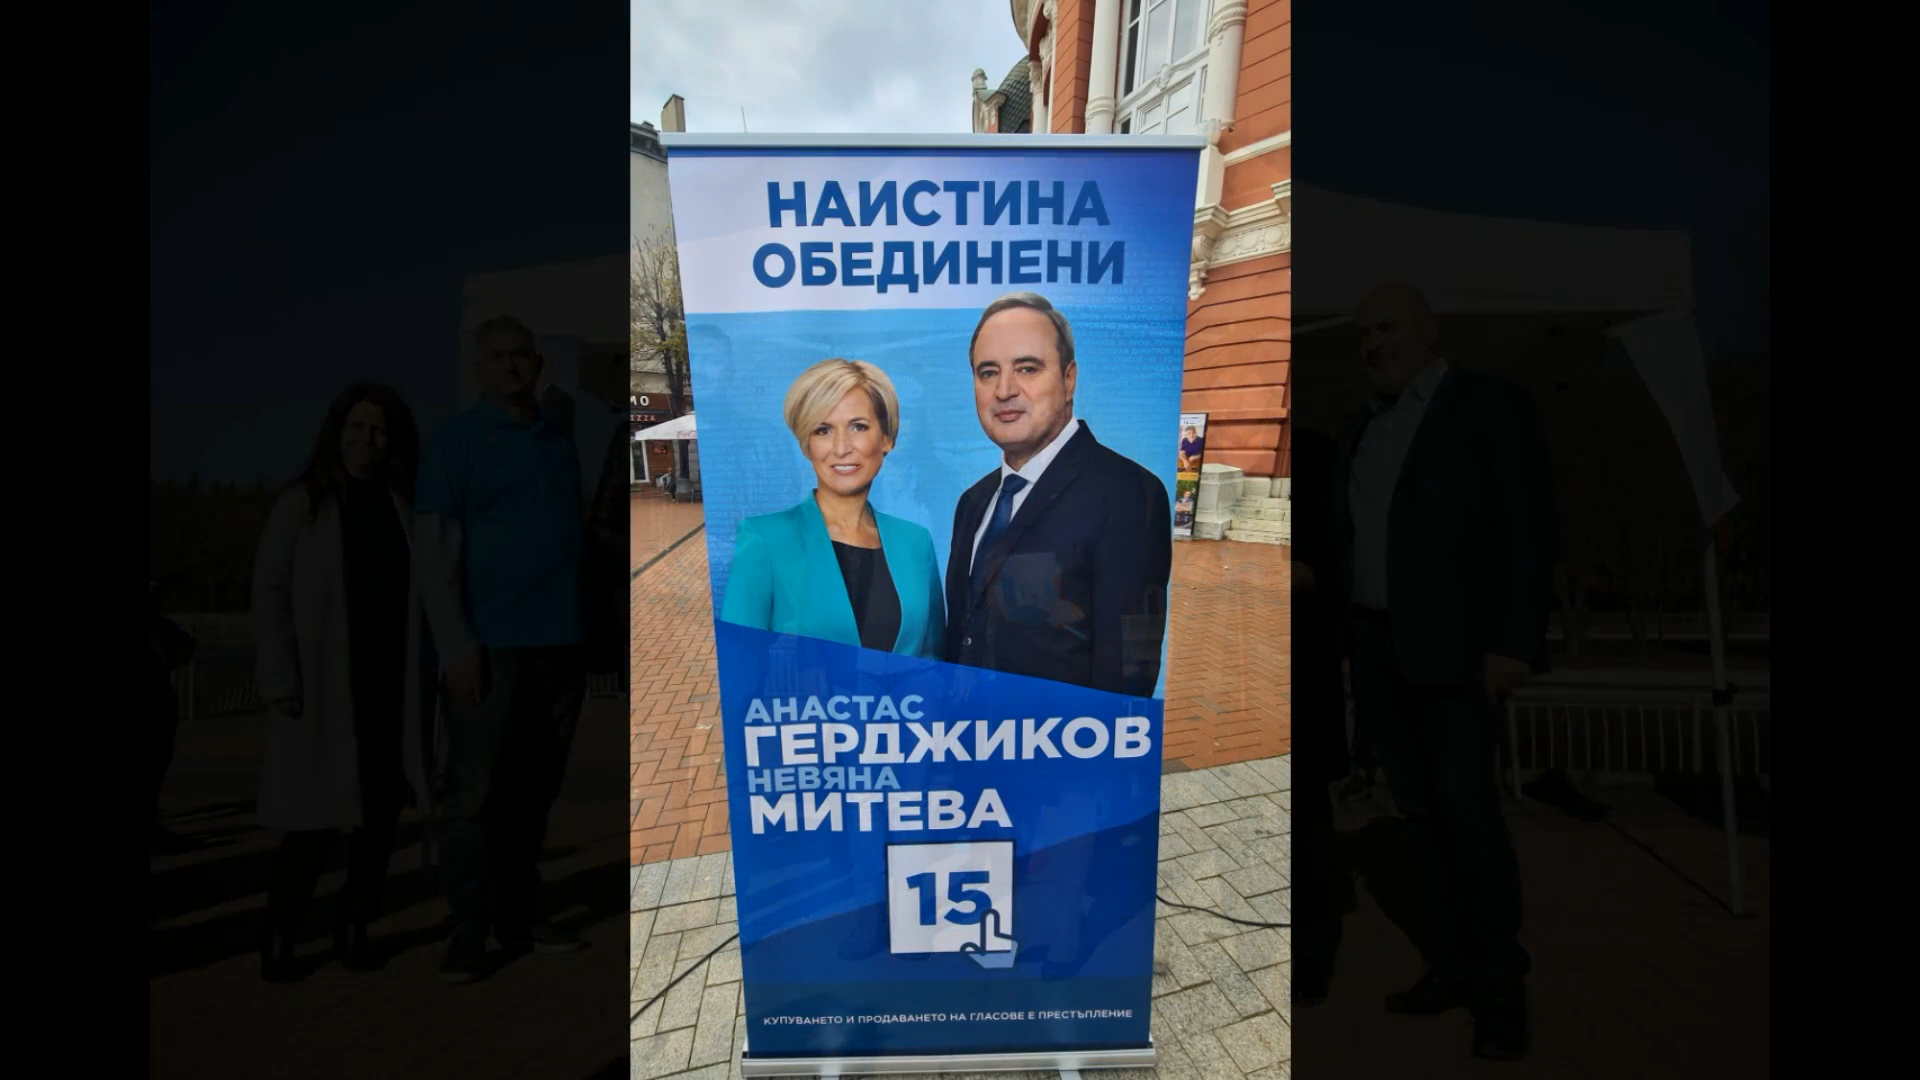 НАИСТИНА
ОБЕДИНЕНИ
АНАСТАС
ГЕРДЖИКОВ
НЕВЯНА
МИТЕВА
15
КУПУВАНЕТО И ПРОДАВАНЕТО НА ГЛАСОВЕ Е ПРЕСТЪПЛЕНИЕ